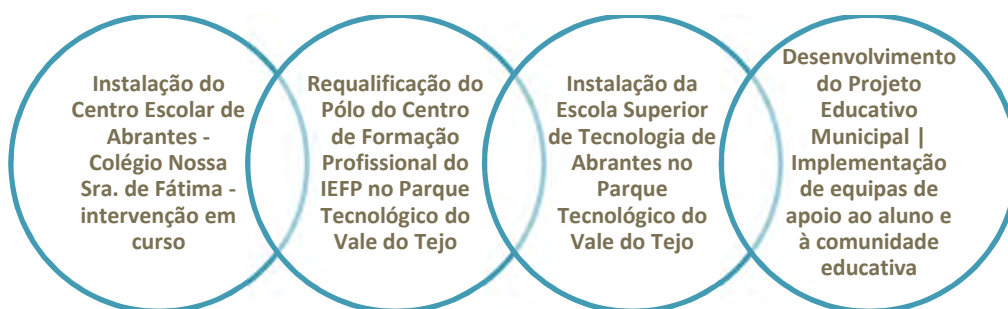 Instalação do
Centro Escolar de
Abrantes -
Colégio Nossa
Sra. de Fátima -
intervenção em
curso
Requalificação do
Pólo do Centro
de Formação
Profissional do
IEFP no Parque
Tecnológico do
Vale do Tejo
Instalação da
Escola Superior
de Tecnologia de
Abrantes no
Parque
Tecnológico do
Vale do Tejo
Desenvolvimento
do Projeto
Educativo
Municipal |
Implementação
de equipas de
apoio ao aluno e
à comunidade
educativa